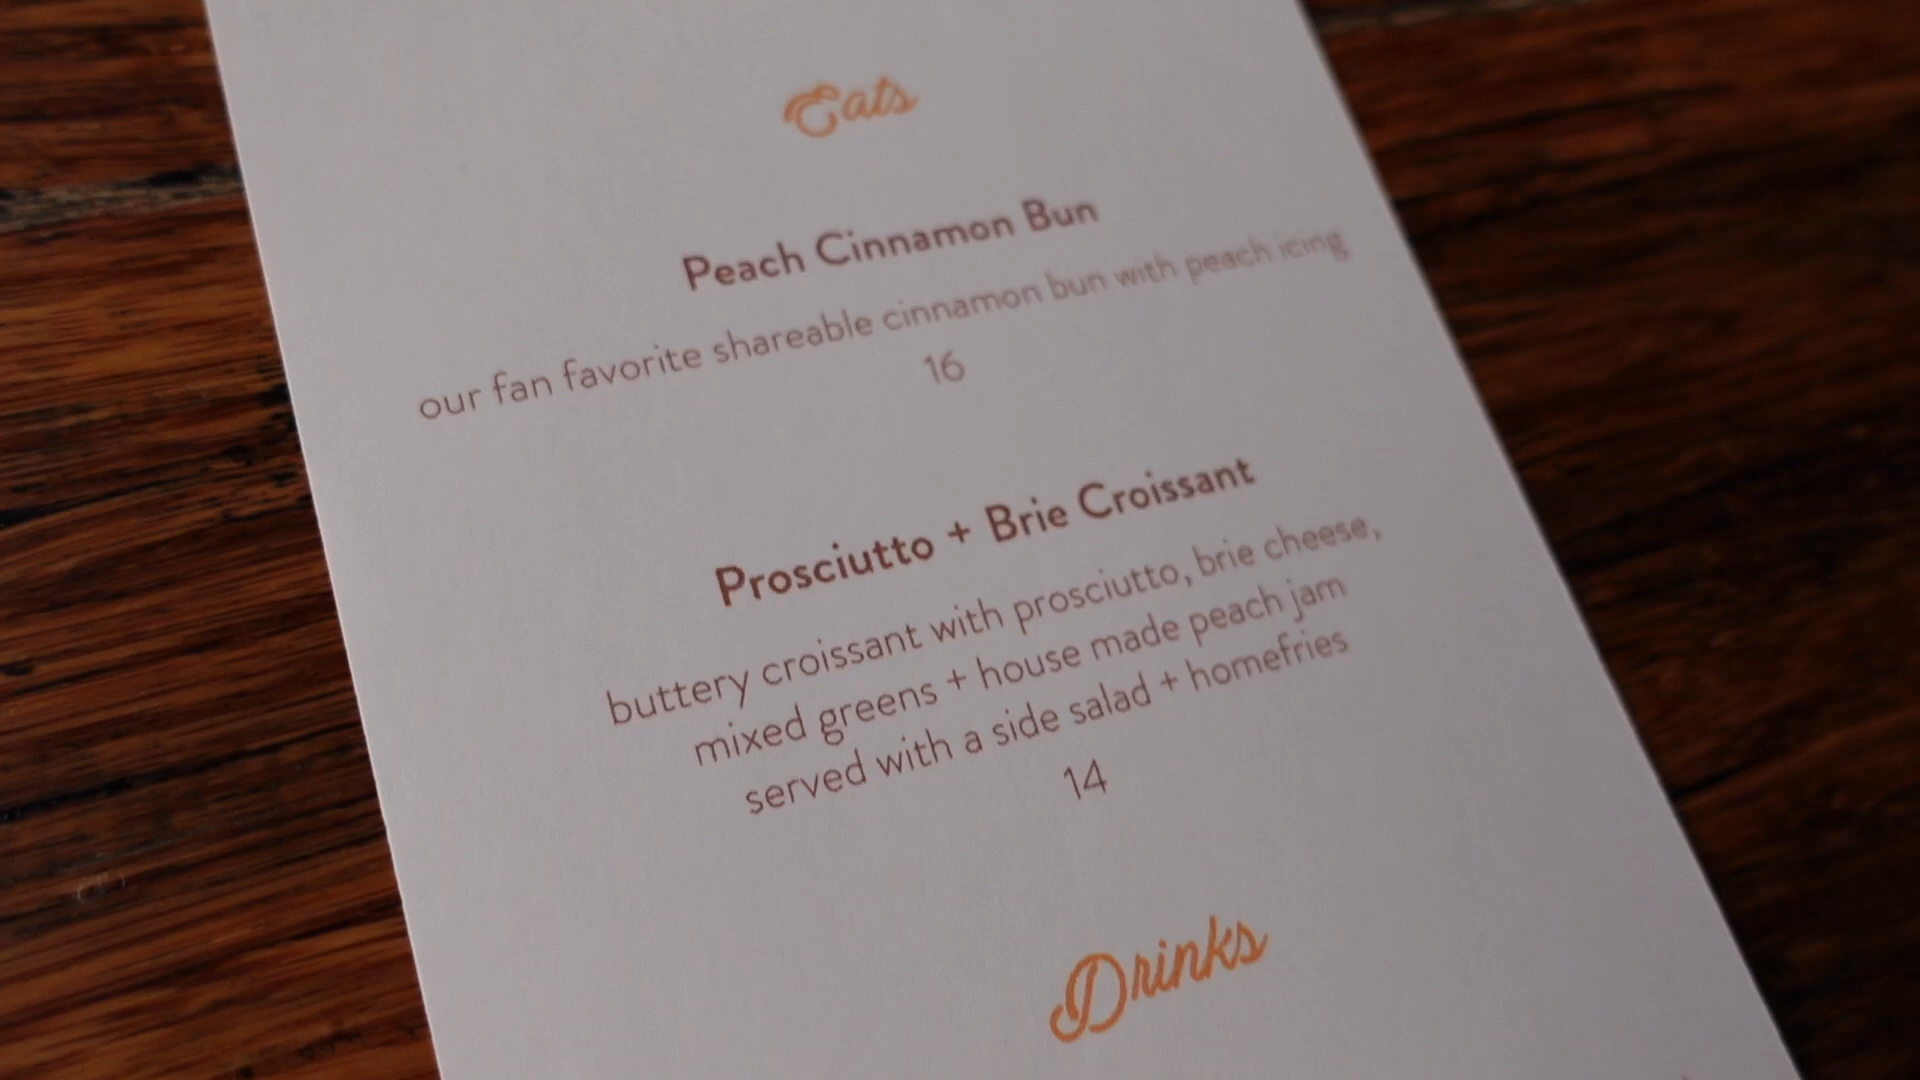 Eats
Peach Cinnamon Bun
our fan favorite shareable cinnamon bun with peach icing
16
Prosciutto + Brie Croissant
buttery croissant with prosciutto, brie cheese,
mixed greens + house made peach jam
served with a side salad + homefries
14
Drinks